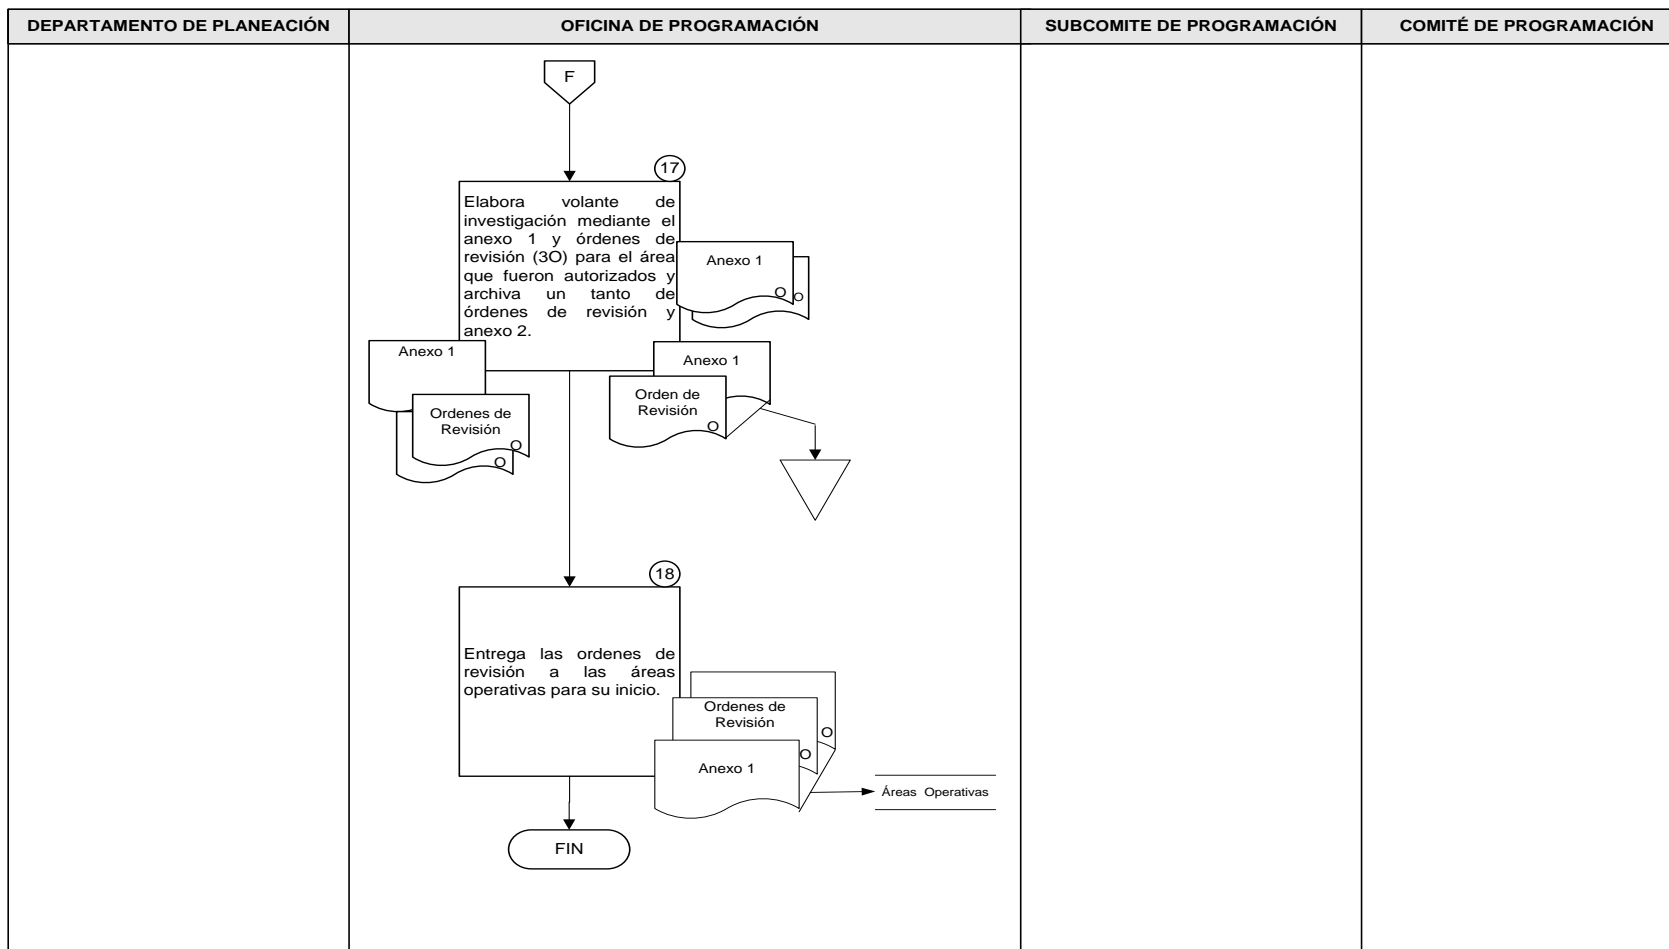 DEPARTAMENTO DE PLANEACIÓN
OFICINA DE PROGRAMACIÓN
SUBCOMITE DE PROGRAMACIÓN
COMITÉ DE PROGRAMACIÓN
F
17
Elabora volante de
investigación mediante el
anexo 1 y órdenes de
revisión (3O) para el área
que fueron autorizados y
archiva un tanto de
órdenes de revisión y
anexo 2.
Anexo 1
O
O
Anexo 1
Ordenes de
Revisión
O
O
Anexo 1
Orden de
Revisión
O
18
Entrega las ordenes de
revisión a las áreas
operativas para su inicio.
Ordenes de
Revisión
O
O
Anexo 1
Áreas Operativas
FIN